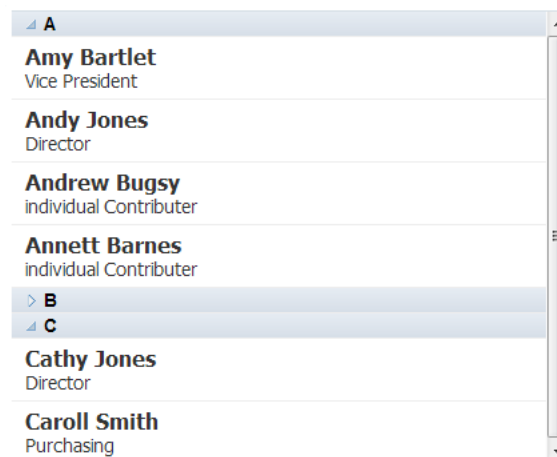 A
Amy Bartlet
Vice President
Andy Jones
Director
Andrew Bugsy
individual Contributer
Annett Barnes
individual Contributer
B
C
Cathy Jones
Director
Caroll Smith
Purchasing